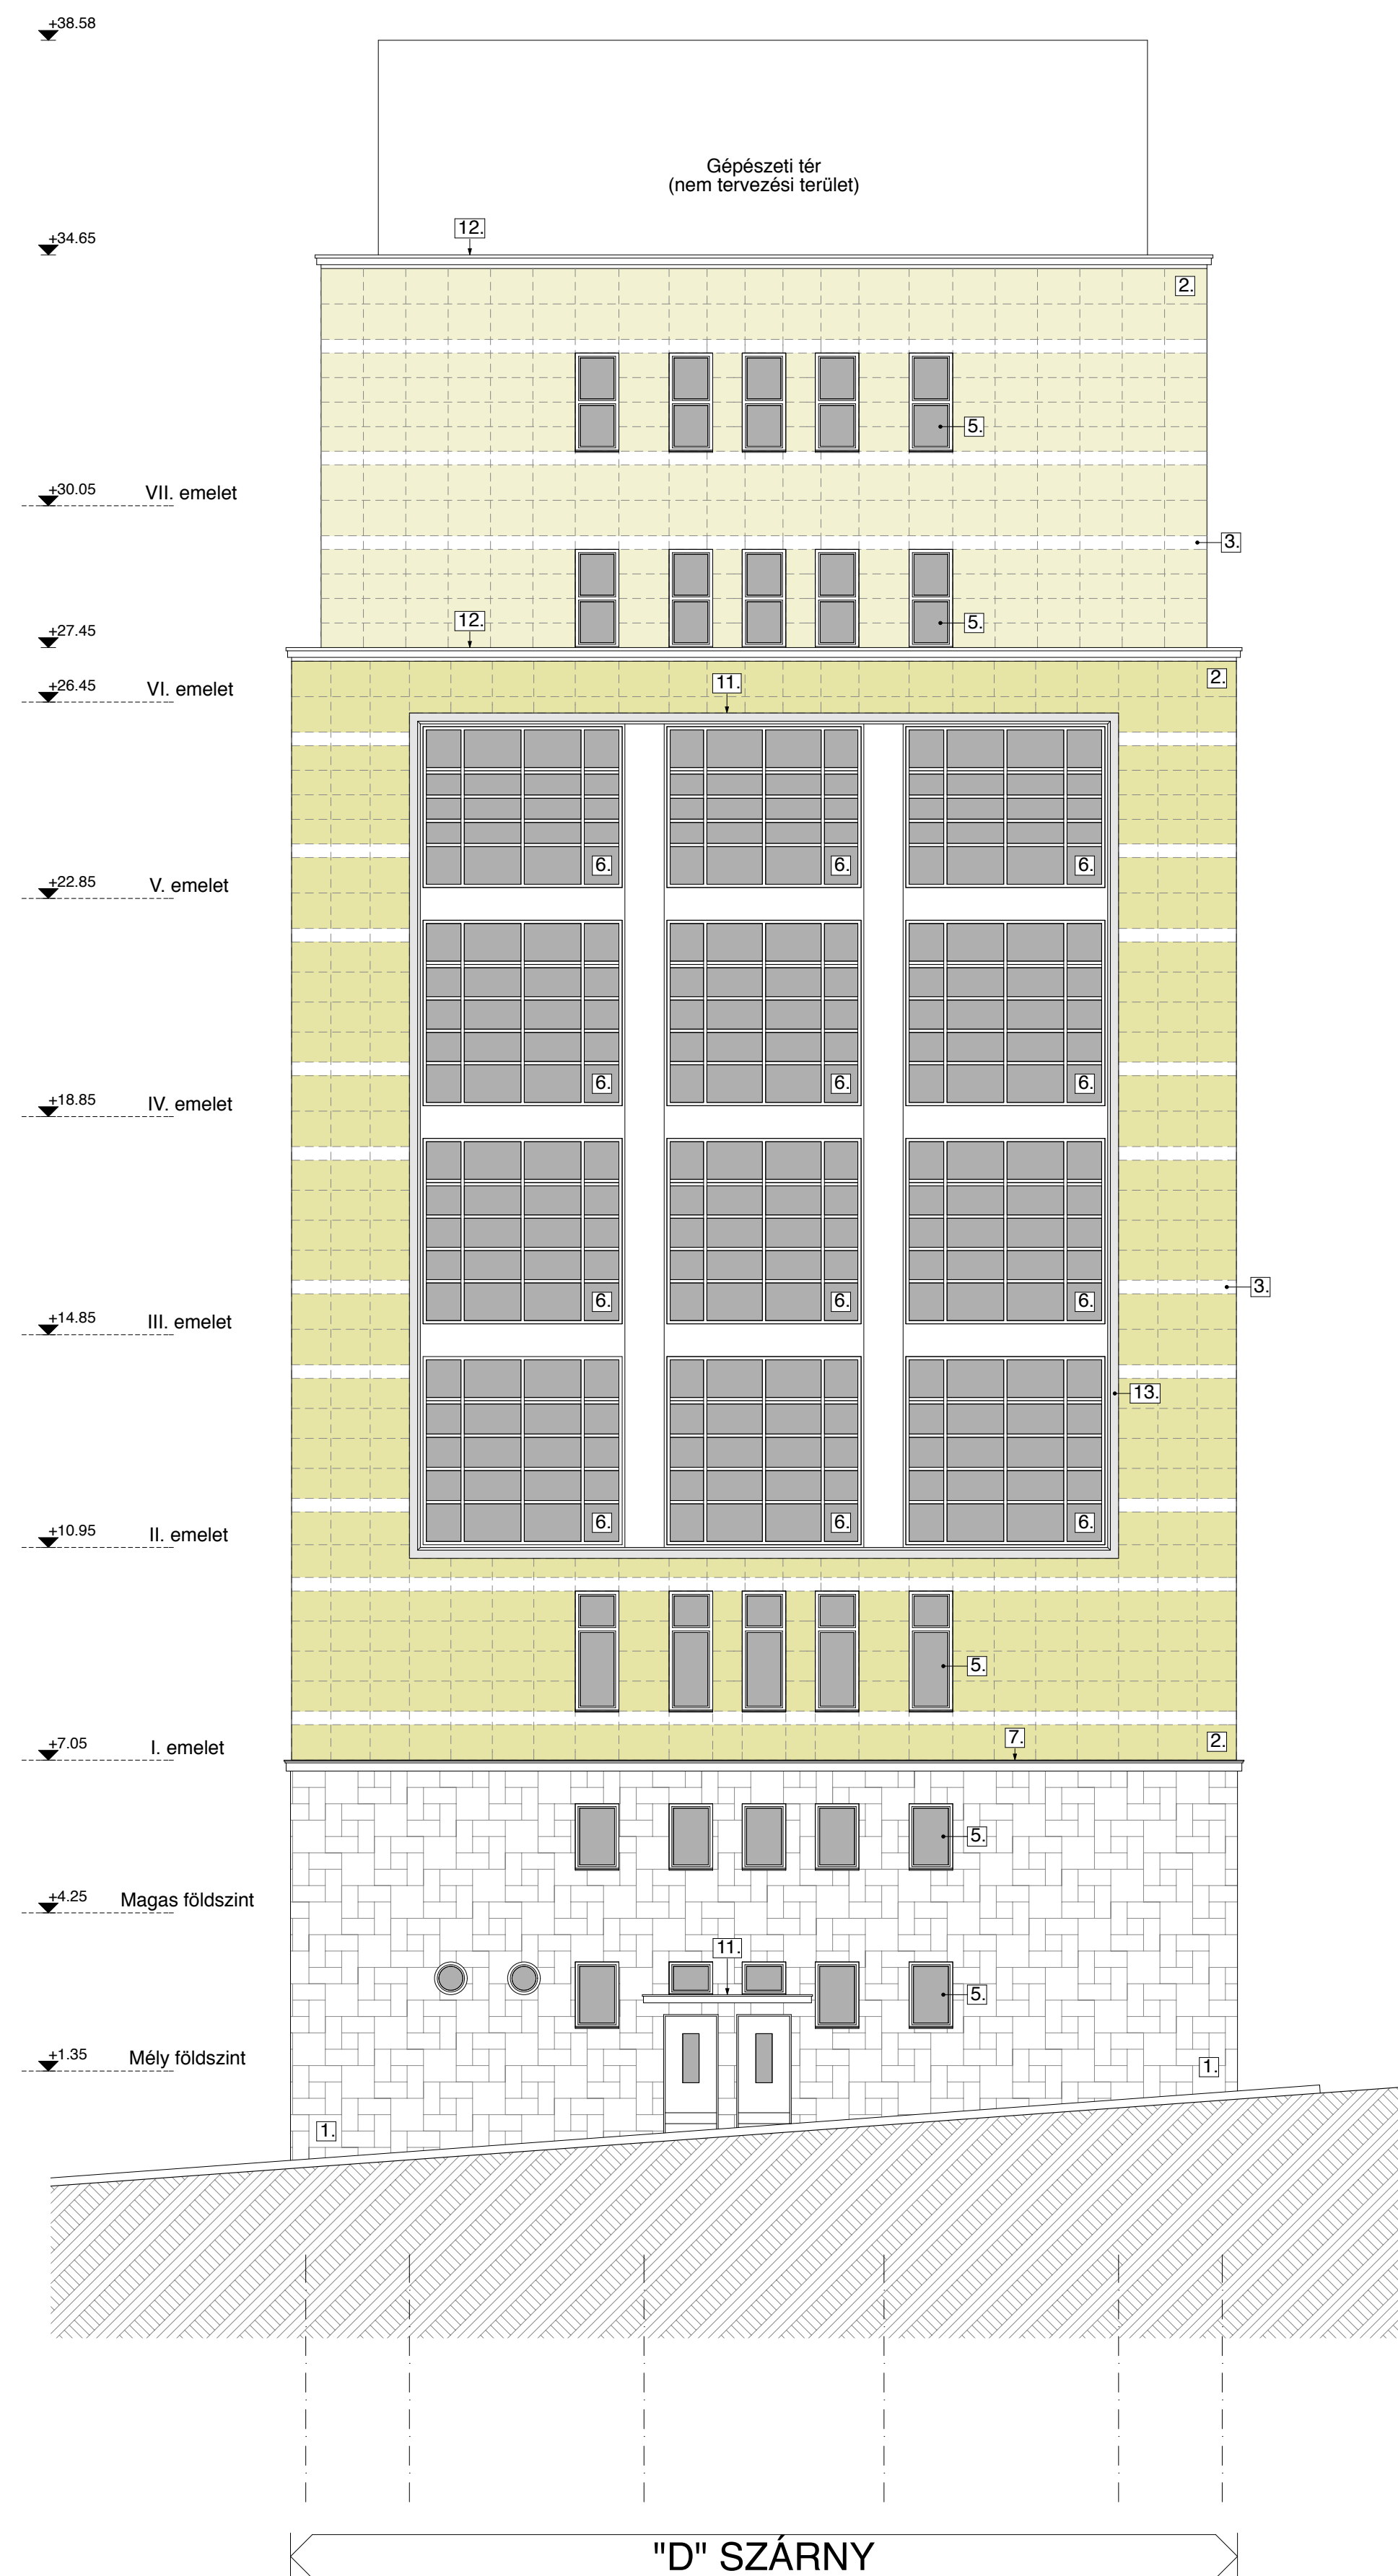 +38.58
Gépészeti tér
(nem tervezési terület)
12.
+34.65
2.
5.
+30.05 VII. emelet
3.
12.
5.
+27.45
2.
11.
+26.45 VI. emelet
6. 6. 6.
+22.85 V. emelet
6. 6. 6.
+18.85 IV. emelet
3.
6. 6. 6.
+14.85 III. emelet
13.
6. 6. 6.
+10.95 II. emelet
5.
7.
2.
+7.05 I. emelet
5.
+4.25 Magas földszint
11.
5.
+1.35 Mély földszint
1.
1.
"D" SZÁRNY